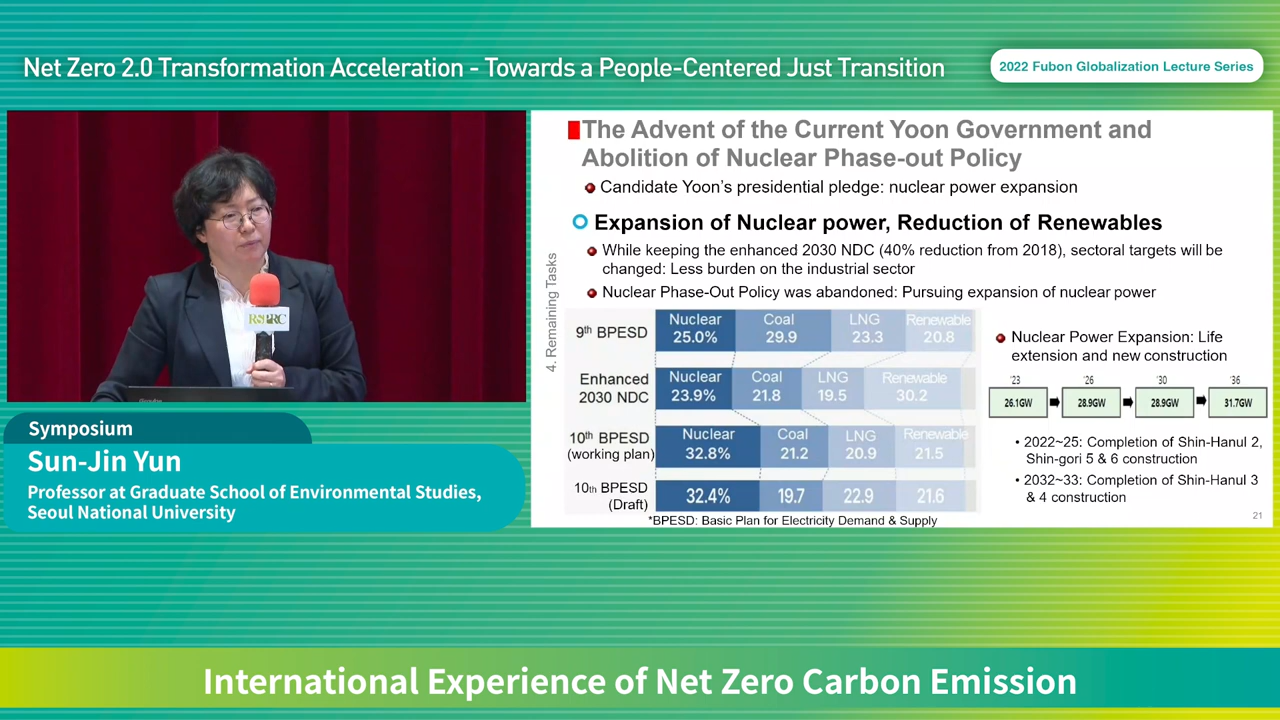 Net Zero 2.0 Transformation Acceleration - Towards a People-Centered Just Transition
2022 Fubon Globalization Lecture Series
RSPRC
Symposium
Sun-Jin Yun
Professor at Graduate School of Environmental Studies,
Seoul National University
The Advent of the Current Yoon Government and
Abolition of Nuclear Phase-out Policy
Candidate Yoon's presidential pledge: nuclear power expansion
Expansion of Nuclear power, Reduction of Renewables
While keeping the enhanced 2030 NDC (40% reduction from 2018), sectoral targets will be
changed: Less burden on the industrial sector
Nuclear Phase-Out Policy was abandoned: Pursuing expansion of nuclear power
4. Remaining Tasks
9th BPESD
Nuclear Coal LNG Renewable
25.0% 29.9 23.3 20.8
Enhanced
2030 NDC
Nuclear Coal LNG Renewable
23.9% 21.8 19.5 30.2
10th BPESD
(working plan)
Nuclear Coal LNG Renewable
32.8% 21.2 20.9 21.5
10th BPESD
(Draft)
32.4% 19.7 22.9 21.6
*BPESD: Basic Plan for Electricity Demand & Supply
Nuclear Power Expansion: Life
extension and new construction
'23 '26 '30 '36
26.1GW 28.9GW 28.9GW 31.7GW
• 2022~25: Completion of Shin-Hanul 2,
Shin-gori 5 & 6 construction
• 2032~33: Completion of Shin-Hanul 3
& 4 construction
21
International Experience of Net Zero Carbon Emission